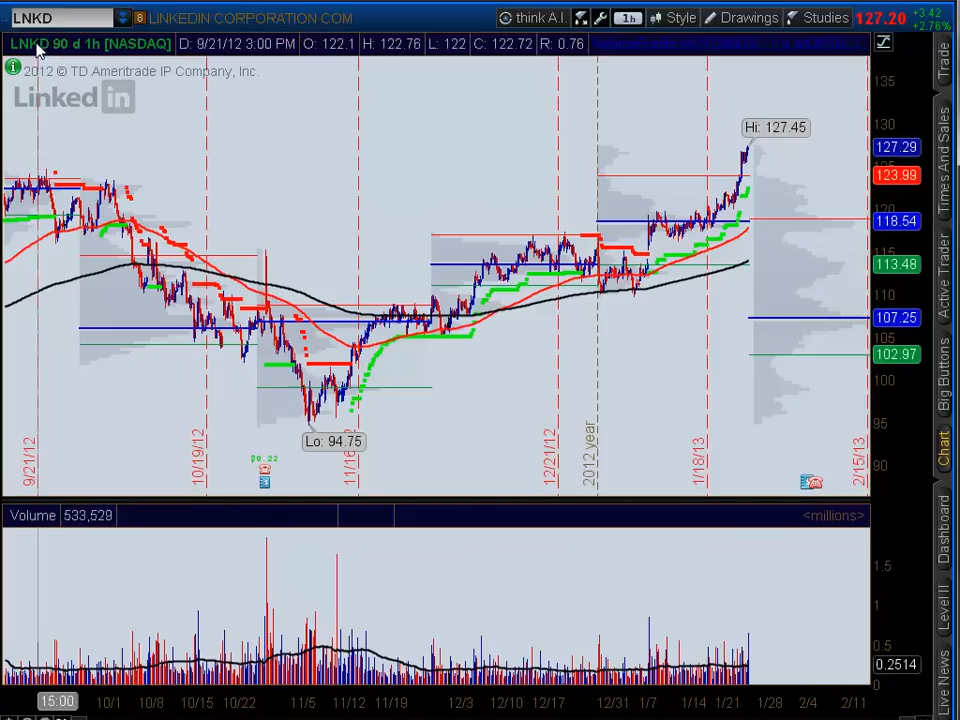 LNKD 8 LINKEDIN CORPORATION COM think A.I. 1h Style Drawings Studies 127.20 +3.42 +2.76%
LNKD 90 d 1h [NASDAQ] D: 9/21/12 3:00 PM O: 122.1 H: 122.76 L: 122 C: 122.72 R: 0.76
2012 © TD Ameritrade IP Company, Inc.
Linked in
Hi: 127.45
Lo: 94.75
$0.22
135
130
127.29
123.99
120
118.54
115
113.48
110
107.25
105
102.97
100
95
90
9/21/12
10/19/12
11/16
12/21/12
2012 year
1/18/13
2/15/13
Volume 533,529 <millions>
1.5
1
0.5
0.2514
0
15:00 10/1 10/8 10/15 10/22 11/5 11/12 11/19 12/3 12/10 12/17 12/31 1/7 1/21 1/28 2/4 2/11
Trade
Times And Sales
Active Trader
Big Buttons
Chart
Dashboard
Level II
Live News